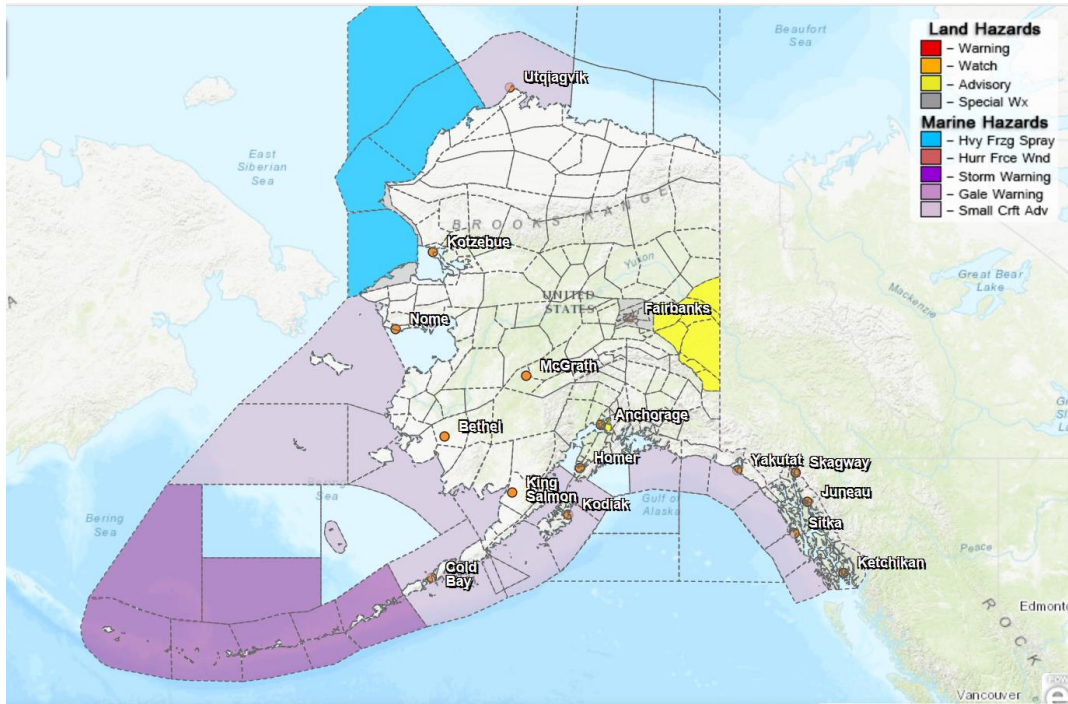 Beaufort
Sea
Land Hazards
– Warning
– Watch
– Advisory
– Special Wx
Marine Hazards
– Hvy Frzg Spray
– Hurr Frce Wnd
– Storm Warning
– Gale Warning
– Small Crft Adv
Utqiagvik
East
Siberian
Sea
BROOKS RANGE
Kotzebue
Yukon
Great Bear
Lake
Mackenzie
UNITED
STATES
Fairbanks
Nome
McGrath
Anchorage
Bethel
Homer
Yakutat
Skagway
King
Salmon
Kodiak
Gulf of
Alaska
Juneau
Sitka
Bering
Sea
Cold
Bay
Ketchikan
Peace
Edmonto
ROCK
Vancouver